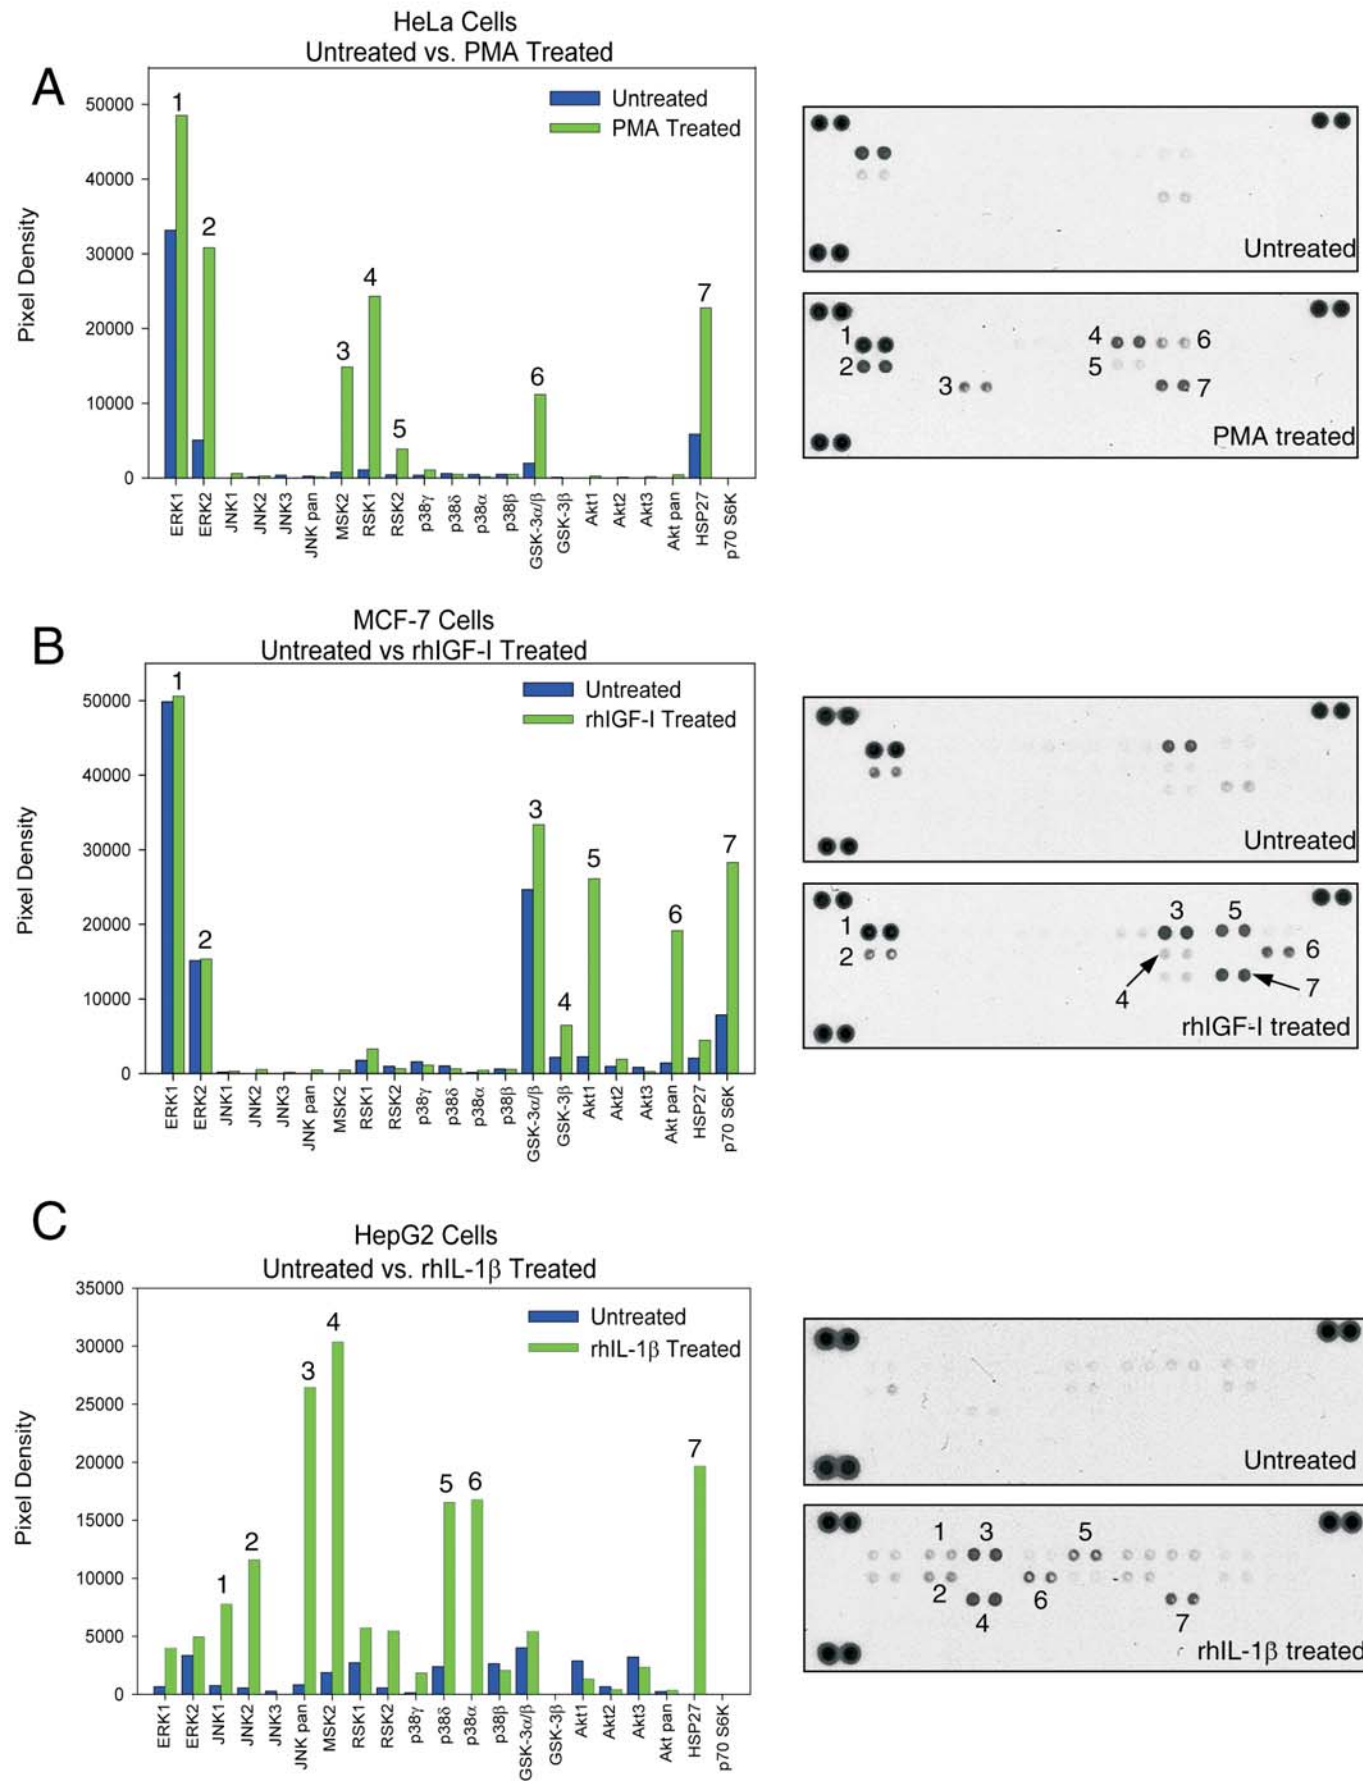 A
HeLa Cells
Untreated vs. PMA Treated
Untreated
PMA Treated
Pixel Density
50000
40000
30000
20000
10000
0
1
2
3
4
5
6
7
ERK1
ERK2
JNK1
JNK2
JNK3
JNK pan
MSK2
RSK1
RSK2
p38γ
p38δ
p38α
p38β
GSK-3α/β
GSK-3β
Akt1
Akt2
Akt3
Akt pan
HSP27
p70 S6K
Untreated
1
2
3
4
5
6
7
PMA treated
B
MCF-7 Cells
Untreated vs rhIGF-I Treated
Untreated
rhIGF-I Treated
Pixel Density
50000
40000
30000
20000
10000
0
1
2
3
4
5
6
7
ERK1
ERK2
JNK1
JNK2
JNK3
JNK pan
MSK2
RSK1
RSK2
p38γ
p38δ
p38α
p38β
GSK-3α/β
GSK-3β
Akt1
Akt2
Akt3
Akt pan
HSP27
p70 S6K
Untreated
1
2
3
4
5
6
7
rhIGF-I treated
C
HepG2 Cells
Untreated vs. rhIL-1β Treated
Untreated
rhIL-1β Treated
Pixel Density
35000
30000
25000
20000
15000
10000
5000
0
1
2
3
4
5
6
7
ERK1
ERK2
JNK1
JNK2
JNK3
JNK pan
MSK2
RSK1
RSK2
p38γ
p38δ
p38α
p38β
GSK-3α/β
GSK-3β
Akt1
Akt2
Akt3
Akt pan
HSP27
p70 S6K
Untreated
1
2
3
4
5
6
7
rhIL-1β treated